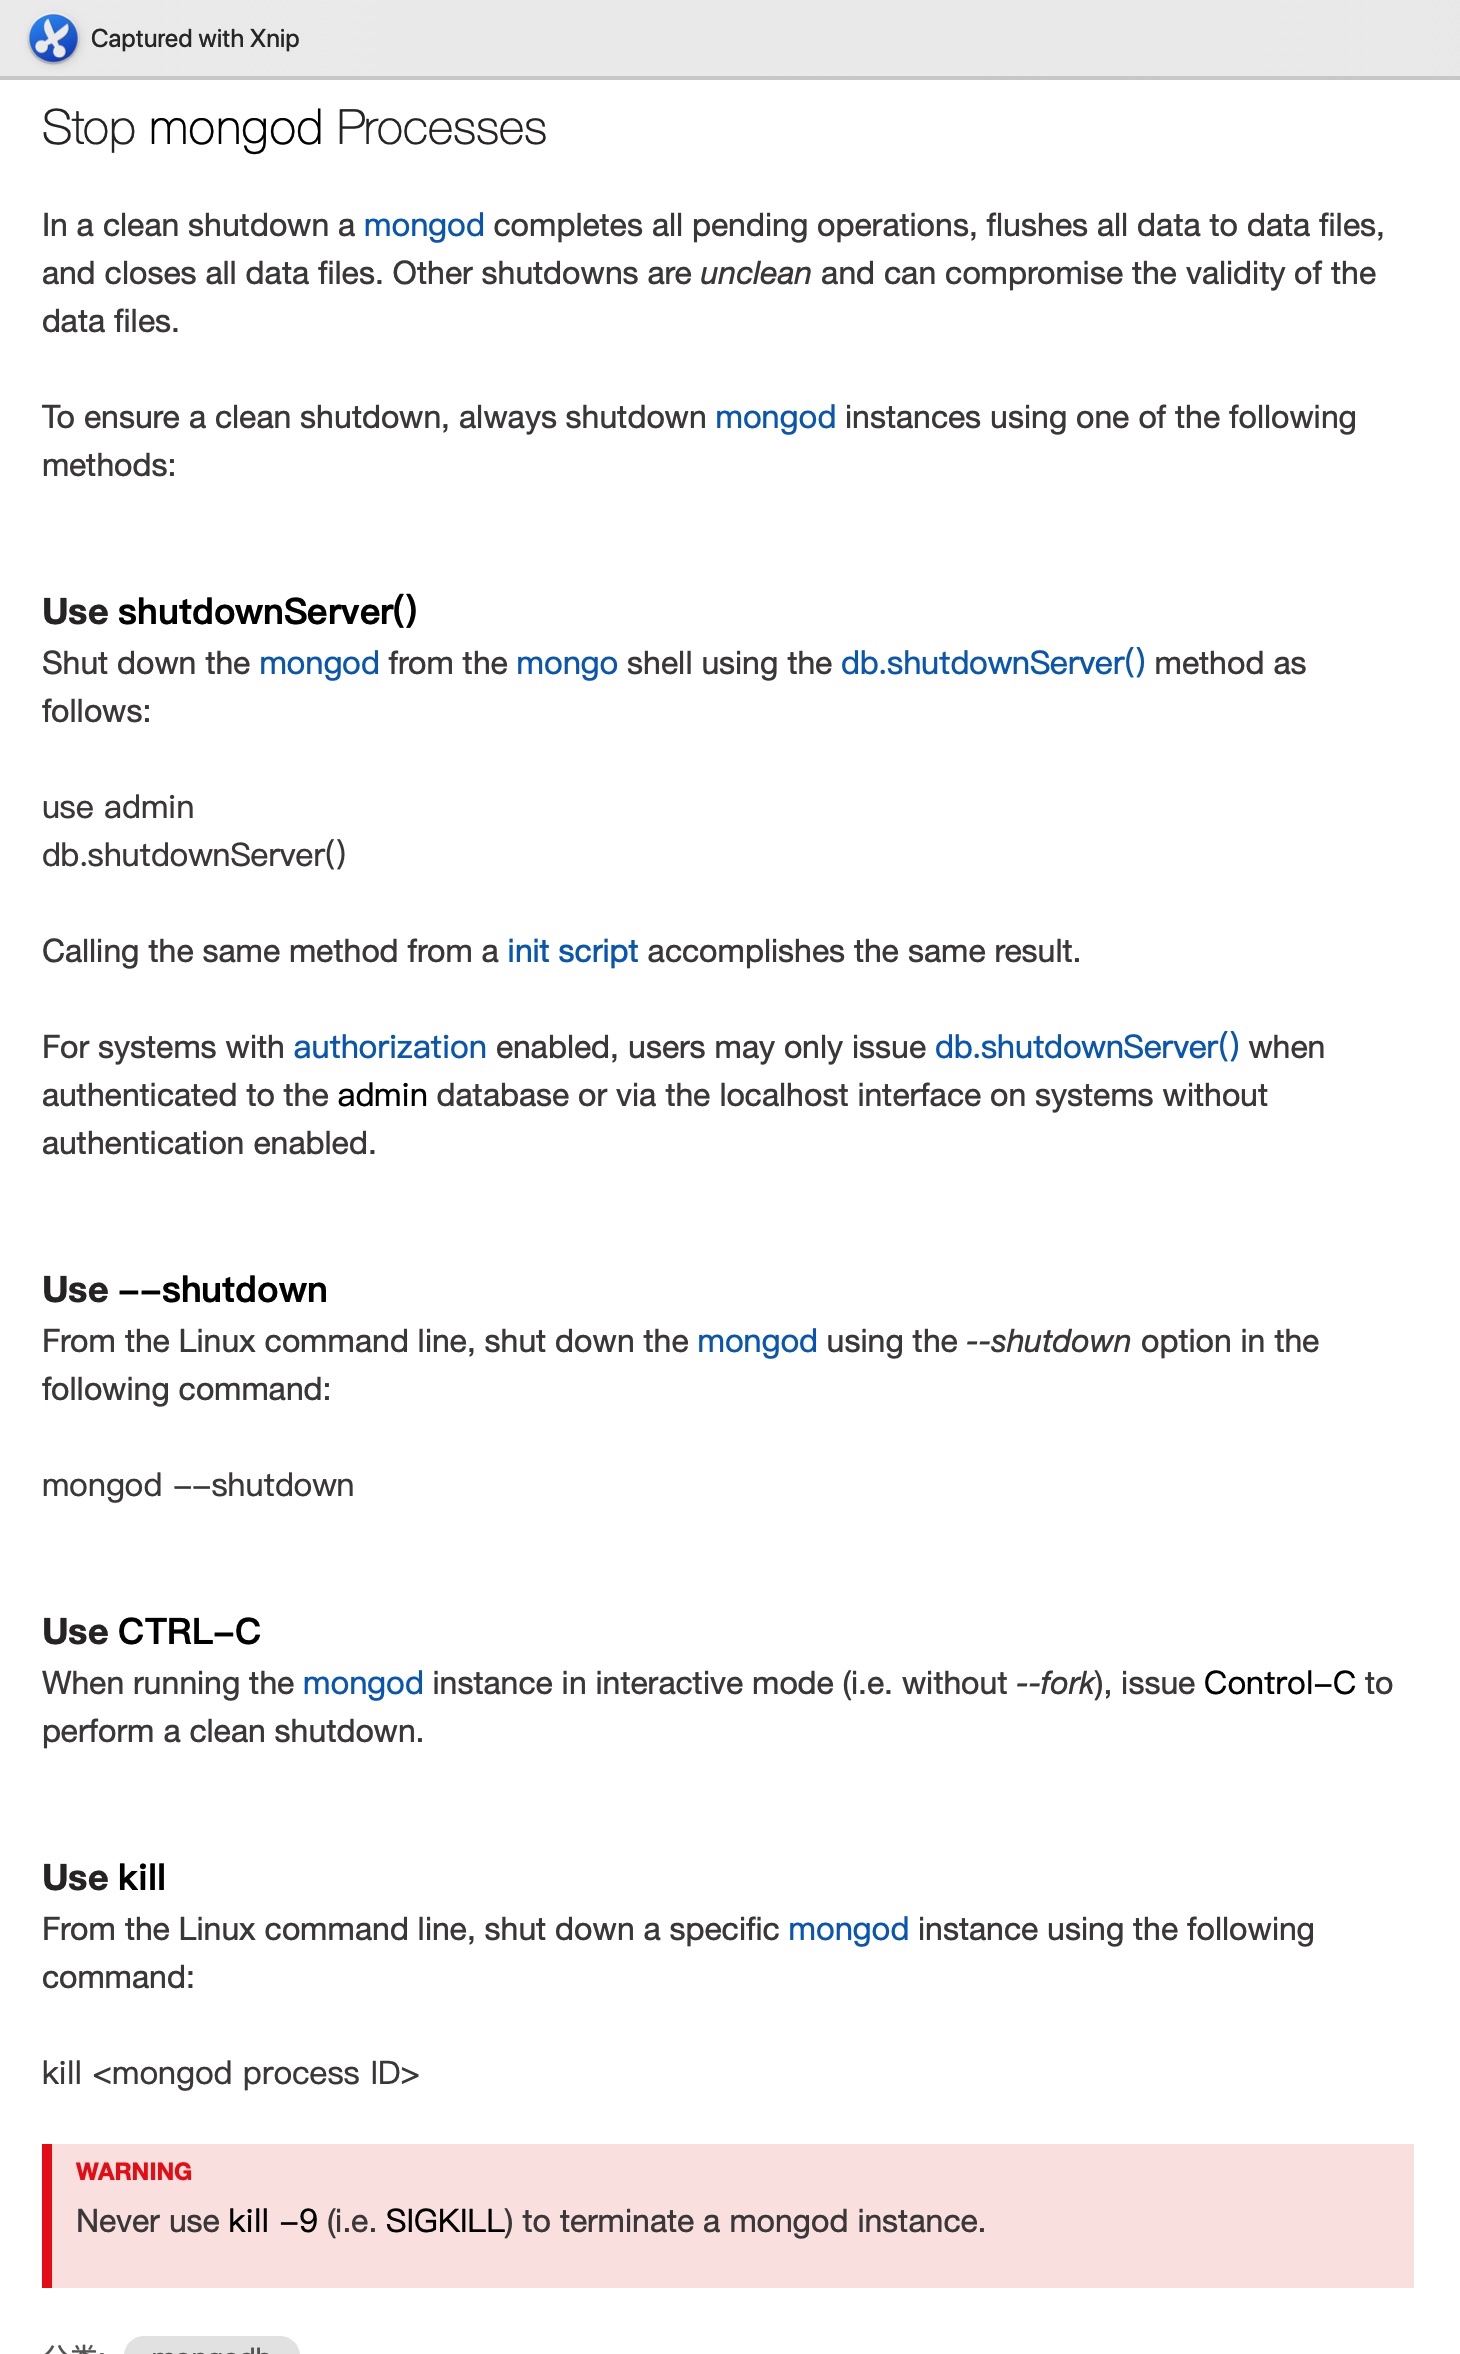 Captured with Xnip
Stop mongod Processes
In a clean shutdown a mongod completes all pending operations, flushes all data to data files,
and closes all data files. Other shutdowns are unclean and can compromise the validity of the
data files.
To ensure a clean shutdown, always shutdown mongod instances using one of the following
methods:
Use shutdownServer()
Shut down the mongod from the mongo shell using the db.shutdownServer() method as
follows:
use admin
db.shutdownServer()
Calling the same method from a init script accomplishes the same result.
For systems with authorization enabled, users may only issue db.shutdownServer() when
authenticated to the admin database or via the localhost interface on systems without
authentication enabled.
Use --shutdown
From the Linux command line, shut down the mongod using the --shutdown option in the
following command:
mongod --shutdown
Use CTRL-C
When running the mongod instance in interactive mode (i.e. without --fork), issue Control-C to
perform a clean shutdown.
Use kill
From the Linux command line, shut down a specific mongod instance using the following
command:
kill <mongod process ID>
WARNING
Never use kill -9 (i.e. SIGKILL) to terminate a mongod instance.
分类: mongodb